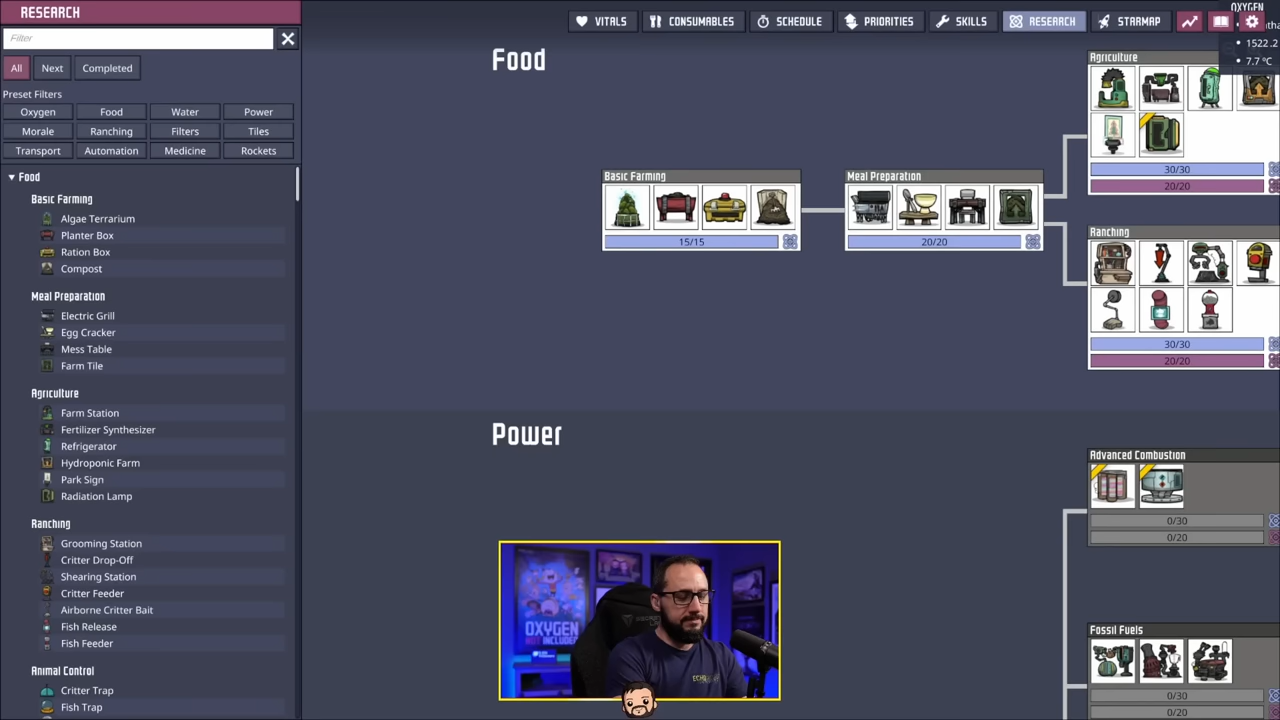 RESEARCH
VITALS
CONSUMABLES
SCHEDULE
PRIORITIES
SKILLS
RESEARCH
STARMAP
OXYGEN
Filter
1522.2
7.7 ºC
All
Next
Completed
Preset Filters
Oxygen
Food
Water
Power
Morale
Ranching
Filters
Tiles
Transport
Automation
Medicine
Rockets
Food
Basic Farming
Algae Terrarium
Planter Box
Ration Box
Compost
Meal Preparation
Electric Grill
Egg Cracker
Mess Table
Farm Tile
Agriculture
Farm Station
Fertilizer Synthesizer
Refrigerator
Hydroponic Farm
Park Sign
Radiation Lamp
Ranching
Grooming Station
Critter Drop-Off
Shearing Station
Critter Feeder
Airborne Critter Bait
Fish Release
Fish Feeder
Animal Control
Critter Trap
Fish Trap
Food
Basic Farming
15/15
Meal Preparation
20/20
Agriculture
30/30
20/20
Ranching
30/30
20/20
Power
Advanced Combustion
0/30
0/20
Fossil Fuels
0/30
0/20
OXYGEN
NOT INCLUDED